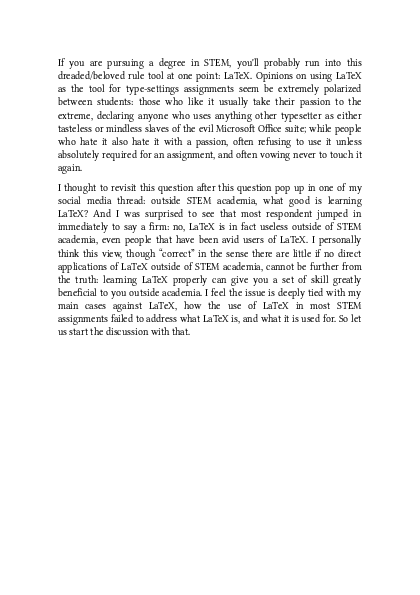 If you are pursuing a degree in STEM, you'll probably run into this
dreaded/beloved rule tool at one point: LaTeX. Opinions on using LaTeX
as the tool for type-settings assignments seem be extremely polarized
between students: those who like it usually take their passion to the
extreme, declaring anyone who uses anything other typesetter as either
tasteless or mindless slaves of the evil Microsoft Office suite; while people
who hate it also hate it with a passion, often refusing to use it unless
absolutely required for an assignment, and often vowing never to touch it
again.
I thought to revisit this question after this question pop up in one of my
social media thread: outside STEM academia, what good is learning
LaTeX? And I was surprised to see that most respondent jumped in
immediately to say a firm: no, LaTeX is in fact useless outside of STEM
academia, even people that have been avid users of LaTeX. I personally
think this view, though “correct” in the sense there are little if no direct
applications of LaTeX outside of STEM academia, cannot be further from
the truth: learning LaTeX properly can give you a set of skill greatly
beneficial to you outside academia. I feel the issue is deeply tied with my
main cases against LaTeX, how the use of LaTeX in most STEM
assignments failed to address what LaTeX is, and what it is used for. So let
us start the discussion with that.